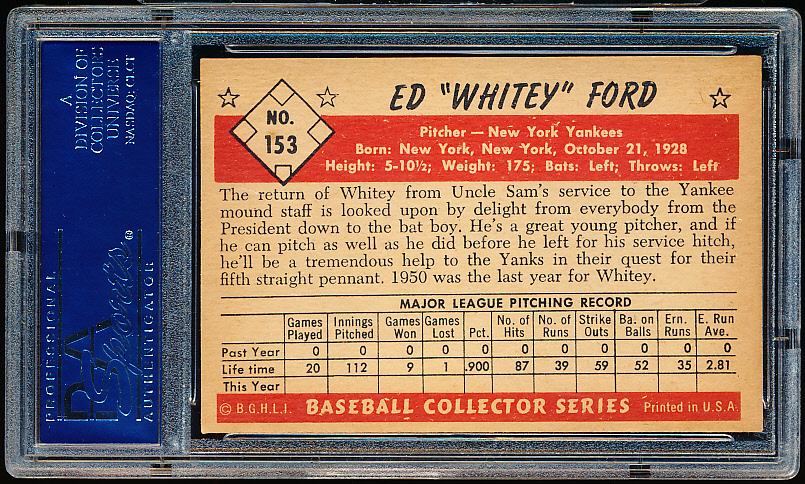 A
DIVISION OF
COLLECTORS
UNIVERSE
NASDAQ: CLCT
PROFESSIONAL
PSA
Sports
AUTHENTICATOR
NO.
153
ED "WHITEY" FORD
Pitcher — New York Yankees
Born: New York, New York, October 21, 1928
Height: 5-10½; Weight: 175; Bats: Left; Throws: Left
The return of Whitey from Uncle Sam's service to the Yankee
mound staff is looked upon by delight from everybody from the
President down to the bat boy. He's a great young pitcher, and if
he can pitch as well as he did before he left for his service hitch,
he'll be a tremendous help to the Yanks in their quest for their
fifth straight pennant. 1950 was the last year for Whitey.
MAJOR LEAGUE PITCHING RECORD
Games Played Innings Pitched Games Won Games Lost Pct. No. of Hits No. of Runs Strike Outs Ba. on Balls Ern. Runs E. Run Ave.
Past Year 0 0 0 0 0 0 0 0 0 0 0
Life time 20 112 9 1 .900 87 39 59 52 35 2.81
This Year
© B.G.H.L.I. BASEBALL COLLECTOR SERIES Printed in U.S.A.